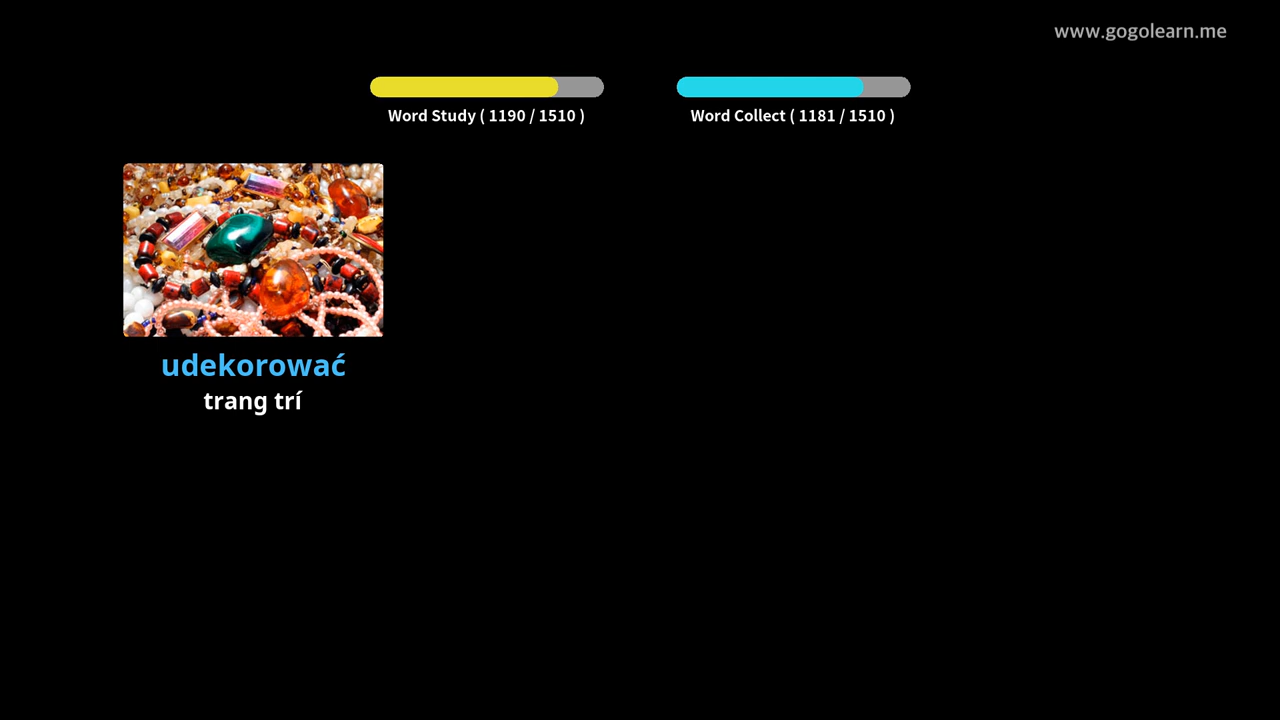 www.gogolearn.me
Word Study ( 1190 / 1510 )
Word Collect ( 1181 / 1510 )
udekorować
trang trí